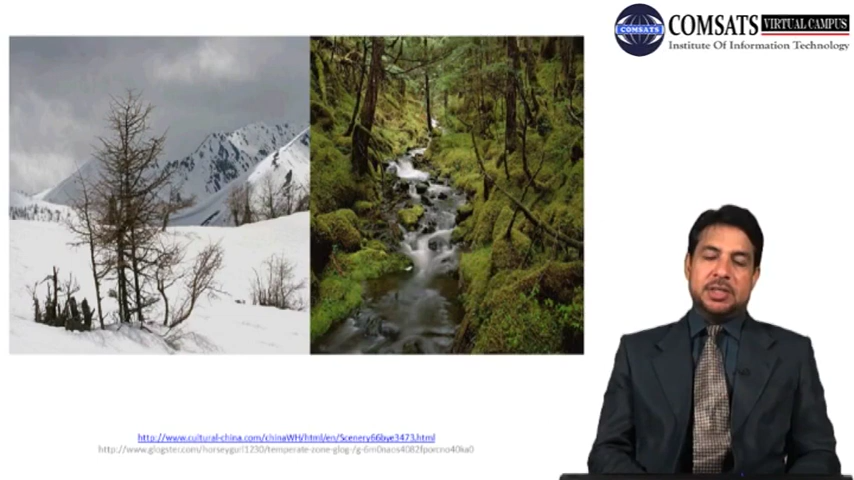 COMSATS VIRTUAL CAMPUS
Institute Of Information Technology
COMSATS
http://www.cultural-china.com/chinaWH/html/en/Scenery66bye3473.html